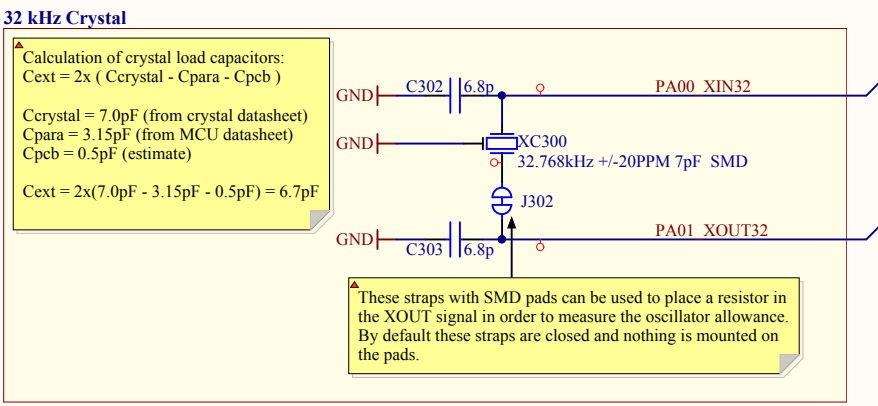 32 kHz Crystal
Calculation of crystal load capacitors:
Cext = 2x ( Ccrystal - Cpara - Cpcb )
Ccrystal = 7.0pF (from crystal datasheet)
Cpara = 3.15pF (from MCU datasheet)
Cpcb = 0.5pF (estimate)
Cext = 2x(7.0pF - 3.15pF - 0.5pF) = 6.7pF
GND
C302
6.8p
PA00 XIN32
GND
XC300
32.768kHz +/-20PPM 7pF SMD
J302
GND
C303
6.8p
PA01 XOUT32
These straps with SMD pads can be used to place a resistor in
the XOUT signal in order to measure the oscillator allowance.
By default these straps are closed and nothing is mounted on
the pads.